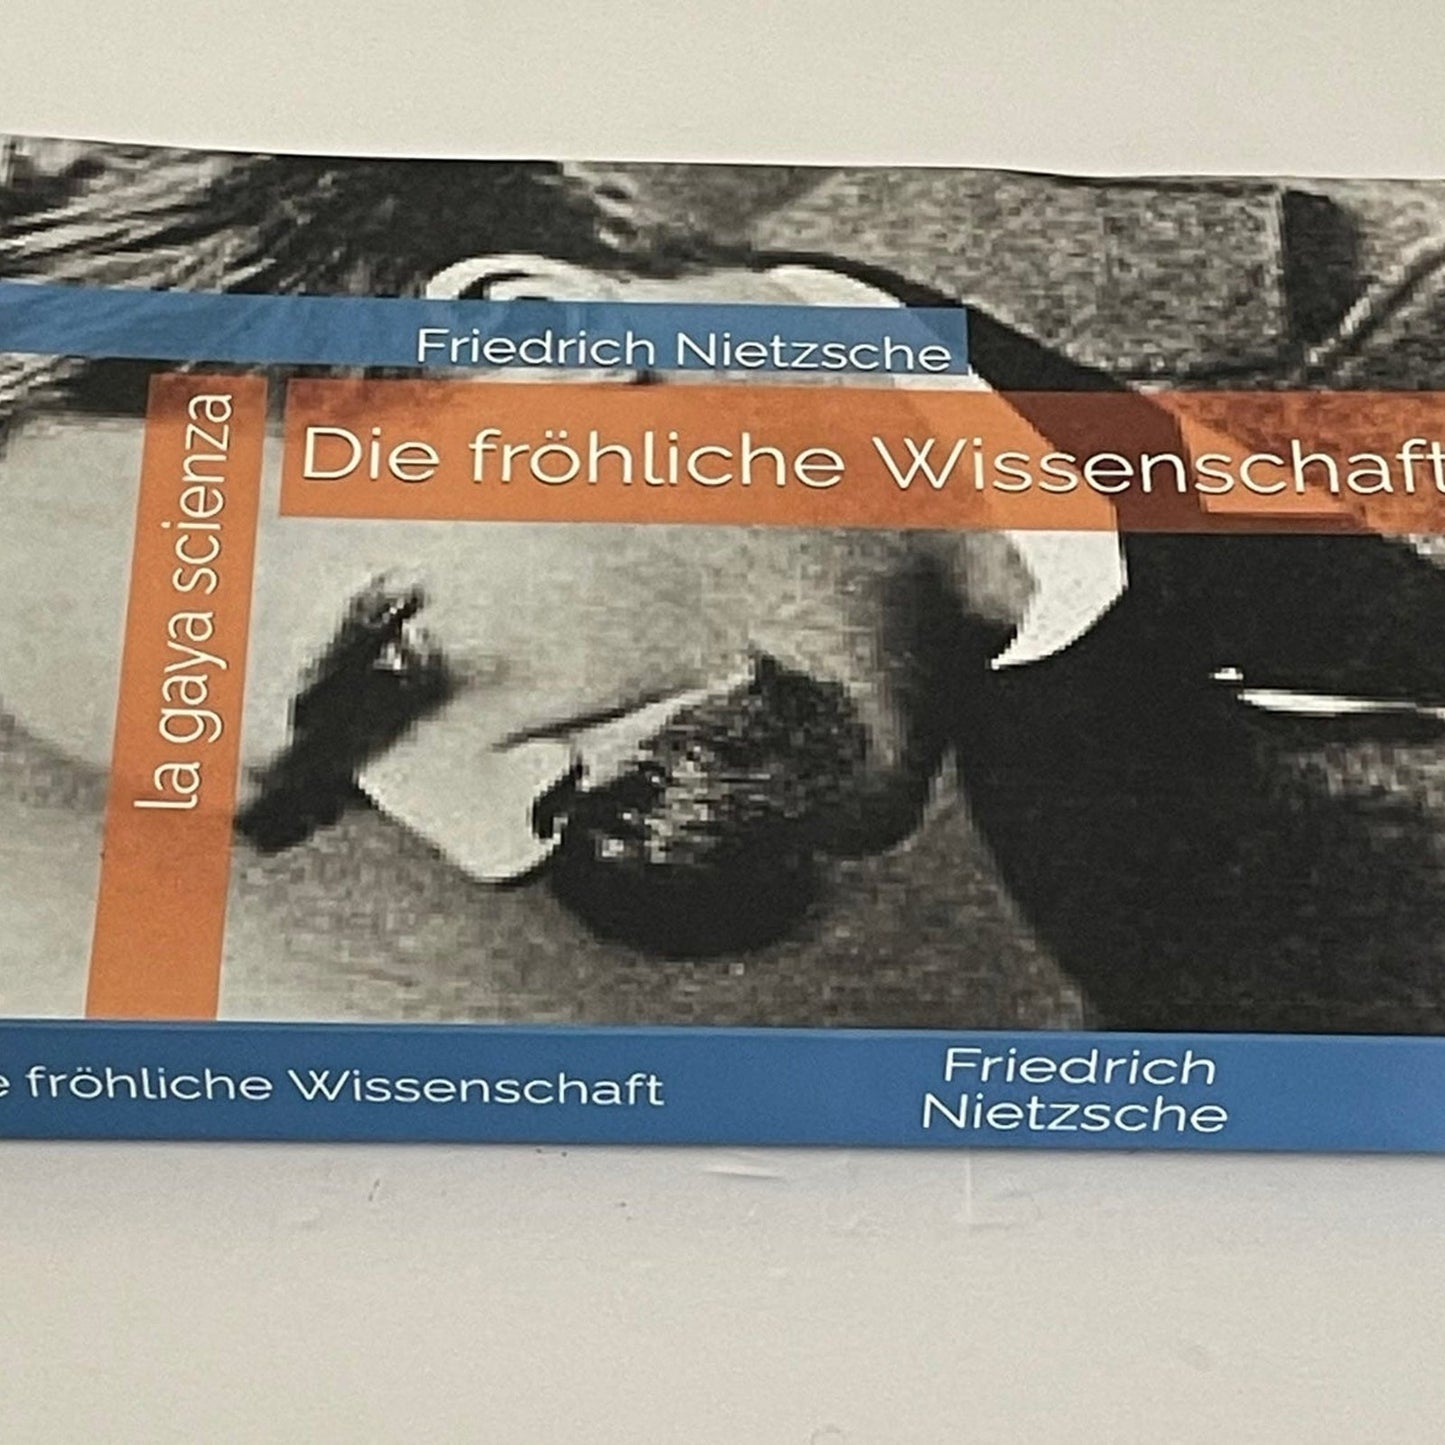 Friedrich Nietzsche
Die fröhliche Wissenschaft
la gaya scienza
fröhliche Wissenschaft
Friedrich
Nietzsche